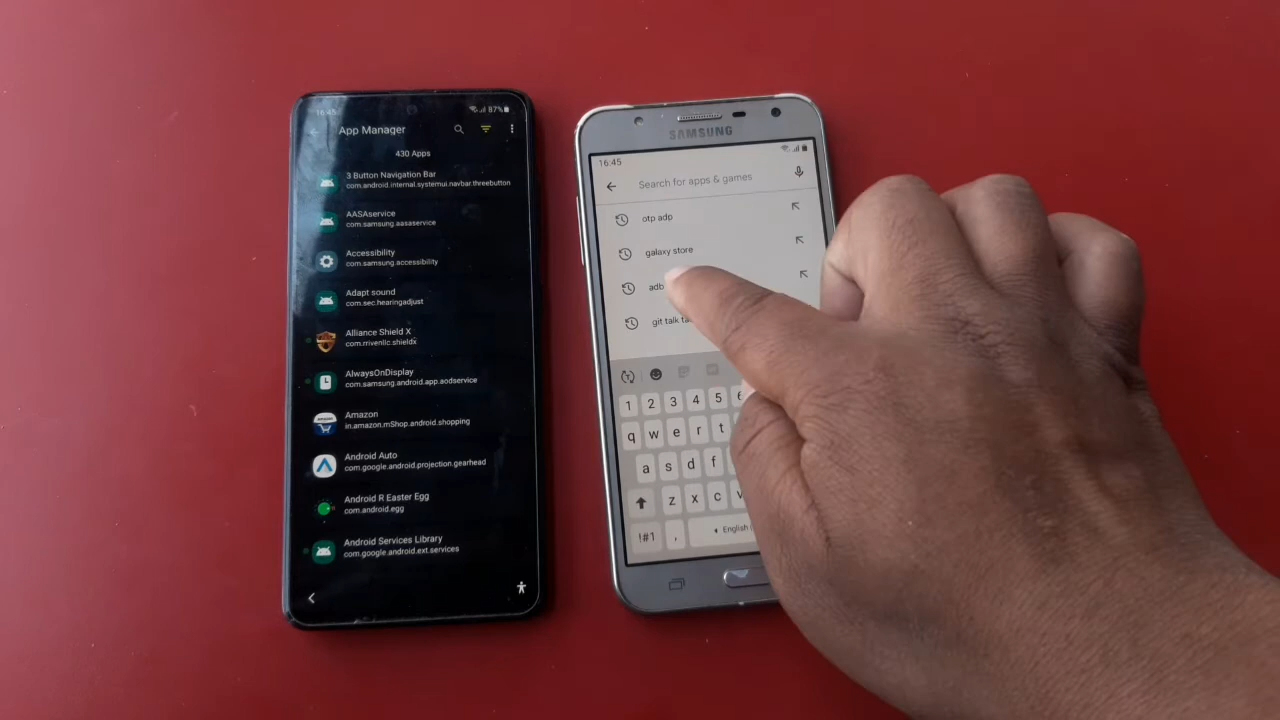 16:45
87%
App Manager
430 Apps
3 Button Navigation Bar
com.android.internal.systemui.navbar.threebutton
AASAservice
com.samsung.aasaservice
Accessibility
com.samsung.accessibility
Adapt sound
com.sec.hearingadjust
Alliance Shield X
com.rrivenllc.shieldx
AlwaysOnDisplay
com.samsung.android.app.aodservice
Amazon
in.amazon.mShop.android.shopping
Android Auto
com.google.android.projection.gearhead
Android R Easter Egg
com.android.egg
Android Services Library
com.google.android.ext.services
SAMSUNG
16:45
Search for apps & games
otp adp
galaxy store
adb
git talk
1 2 3 4 5 6
q w e r t
a s d f
z x c v
!#1 , English